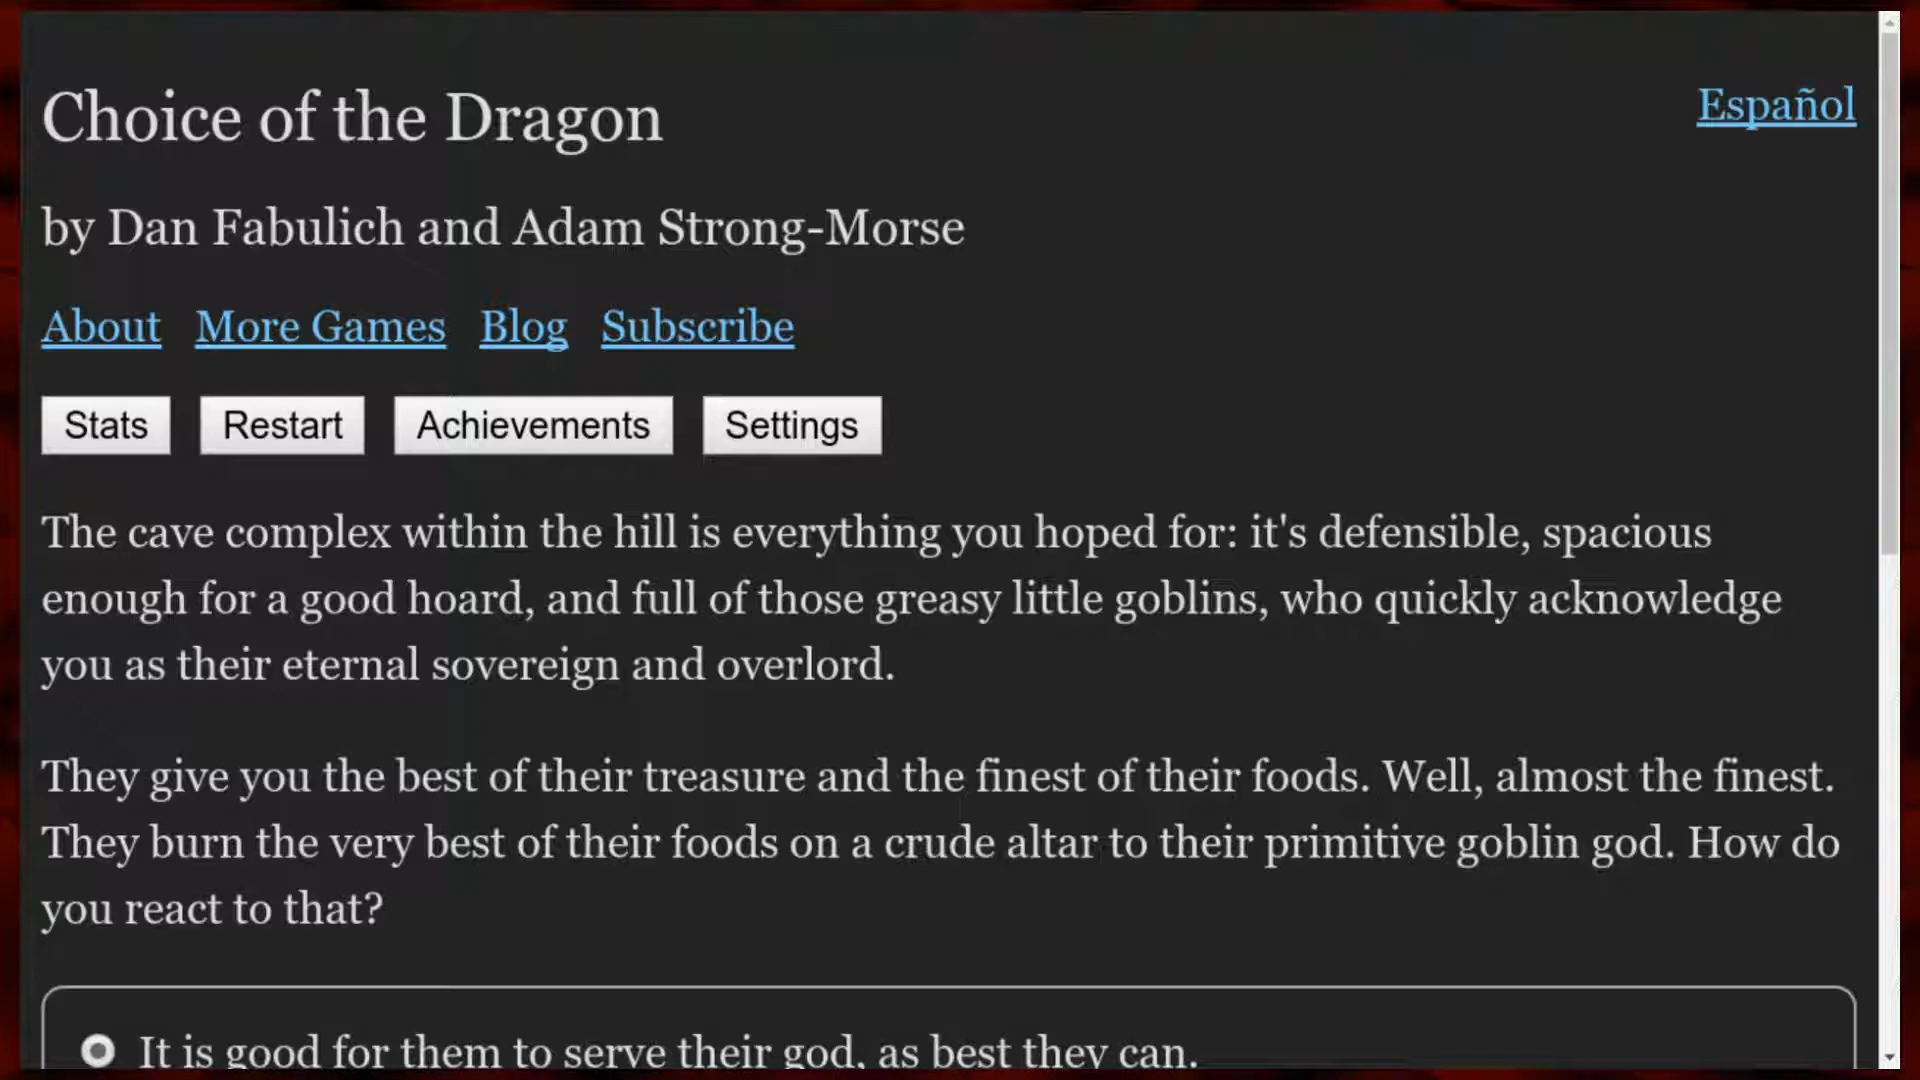 Choice of the Dragon
Español
by Dan Fabulich and Adam Strong-Morse
About More Games Blog Subscribe
Stats Restart Achievements Settings
The cave complex within the hill is everything you hoped for: it's defensible, spacious
enough for a good hoard, and full of those greasy little goblins, who quickly acknowledge
you as their eternal sovereign and overlord.
They give you the best of their treasure and the finest of their foods. Well, almost the finest.
They burn the very best of their foods on a crude altar to their primitive goblin god. How do
you react to that?
It is good for them to serve their god, as best they can.